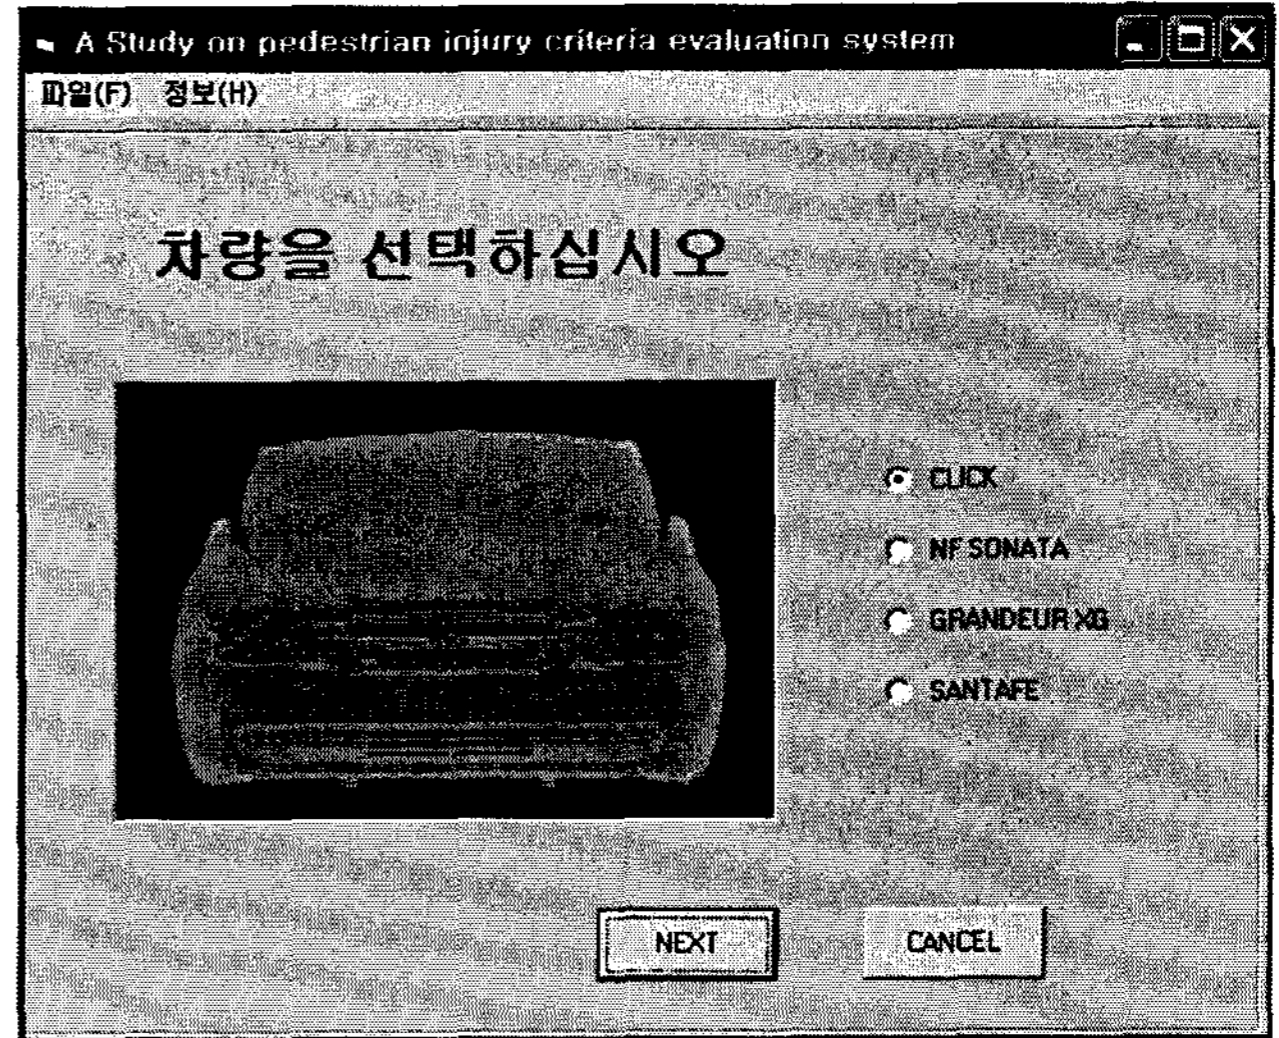 A Study on pedestrian injury criteria evaluation system
파일(F) 정보(H)
차량을 선택하십시오
CLICK
NF SONATA
GRANDEUR XG
SANTAFE
NEXT CANCEL